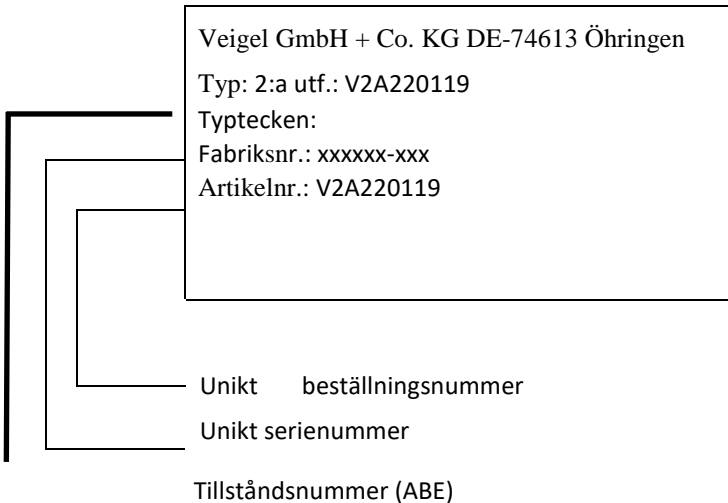 Veigel GmbH + Co. KG DE-74613 Öhringen
Typ: 2:a utf.: V2A220119
Typtecken:
Fabriksnr.: xxxxxx-xxx
Artikelnr.: V2A220119
Unikt beställningsnummer
Unikt serienummer
Tillståndsnummer (ABE)